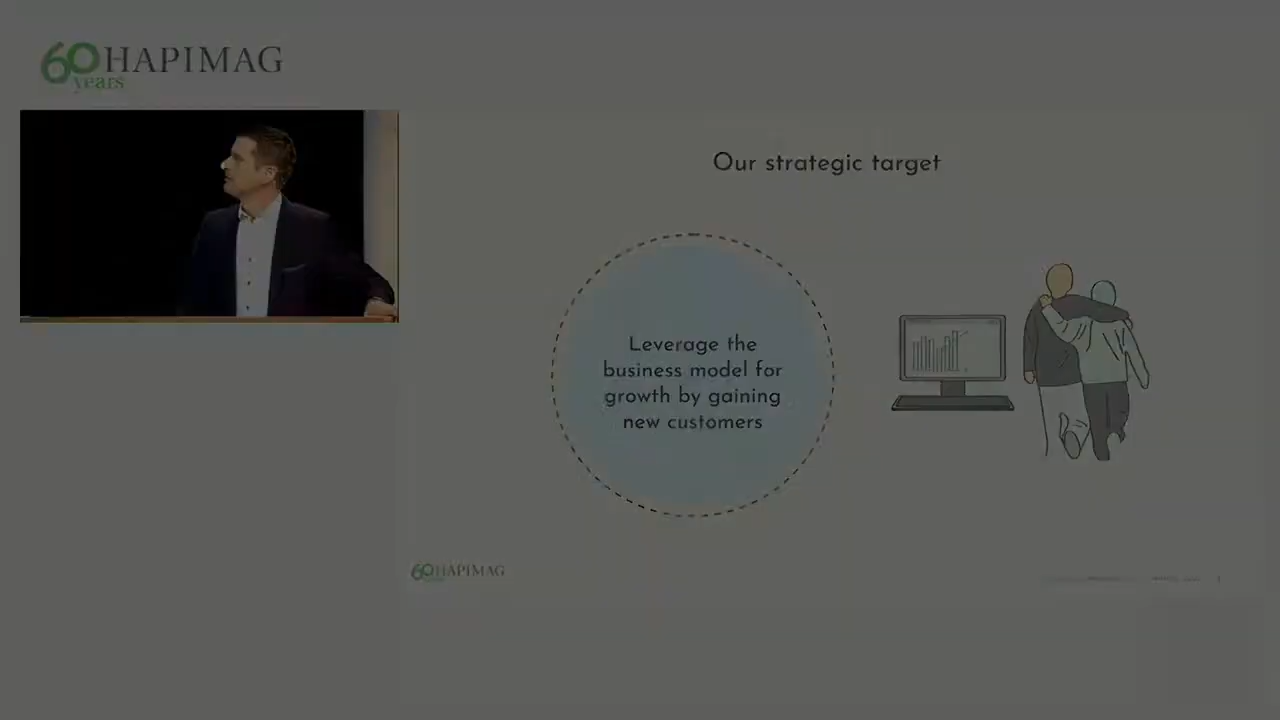 60 HAPIMAG
years
Our strategic target
Leverage the
business model for
growth by gaining
new customers
60 HAPIMAG